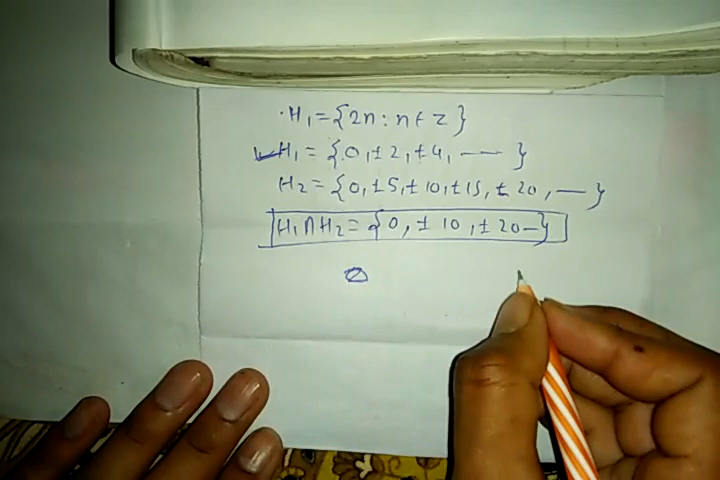 H₁ = {2n : n ∈ Z}
H₁ = {0, ±2, ±4, — }
H₂ = {0, ±5, ±10, ±15, ±20, — }
H₁∩H₂ = {0, ±10, ±20 —}